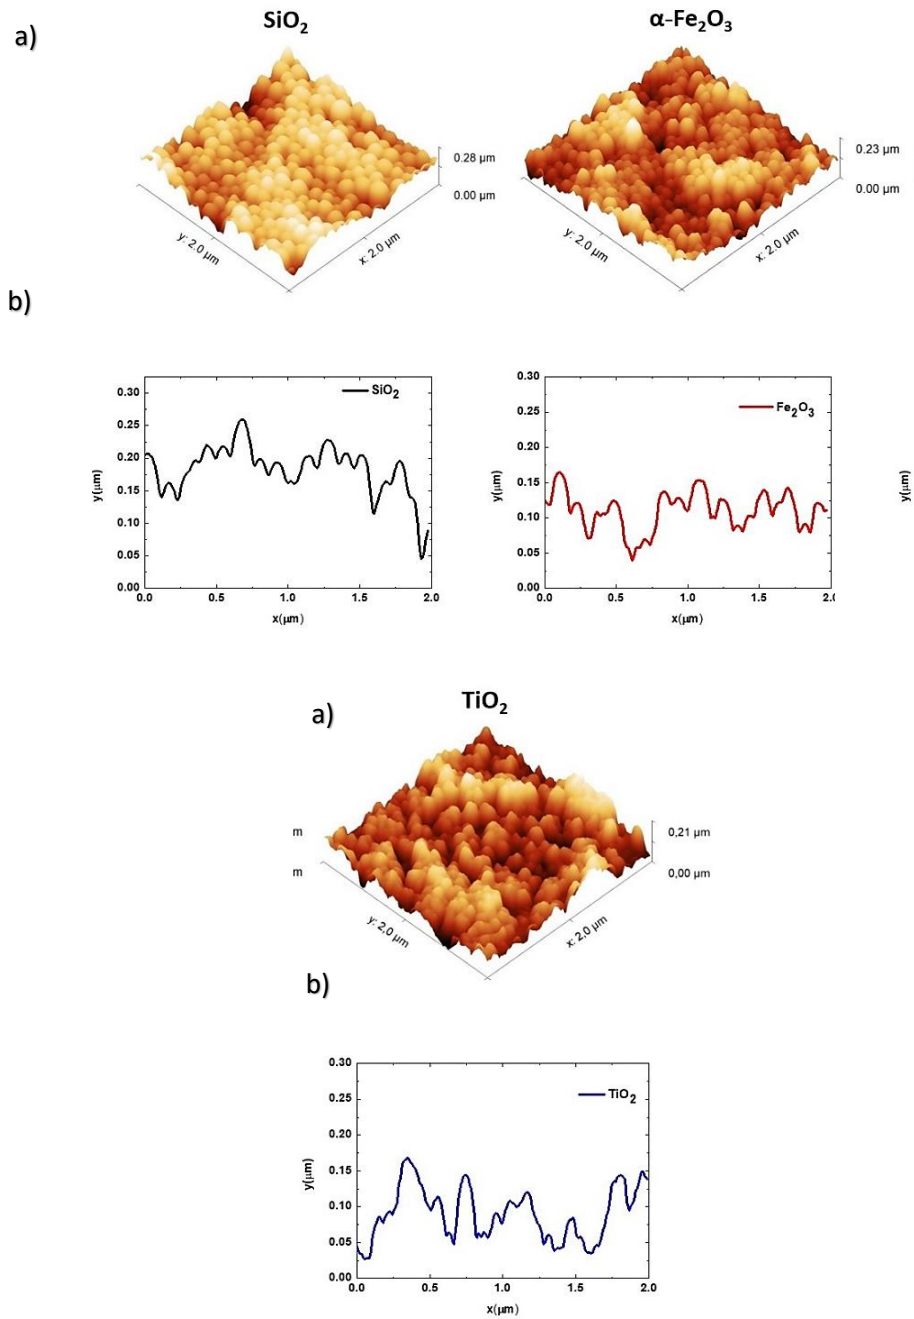 SiO2
α-Fe2O3
a)
0.28 µm
0.00 µm
y: 2.0 µm
x: 2.0 µm
0.23 µm
0.00 µm
y: 2.0 µm
x: 2.0 µm
b)
SiO2
0.30
0.25
0.20
0.15
0.10
0.05
0.00
y(µm)
0.0 0.5 1.0 1.5 2.0
x(µm)
Fe2O3
0.30
0.25
0.20
0.15
0.10
0.05
0.00
y(µm)
0.0 0.5 1.0 1.5 2.0
x(µm)
y(µm)
TiO2
a)
m
m
0,21 µm
0,00 µm
y: 2,0 µm
x: 2,0 µm
b)
TiO2
0.30
0.25
0.20
0.15
0.10
0.05
0.00
y(µm)
0.0 0.5 1.0 1.5 2.0
x(µm)